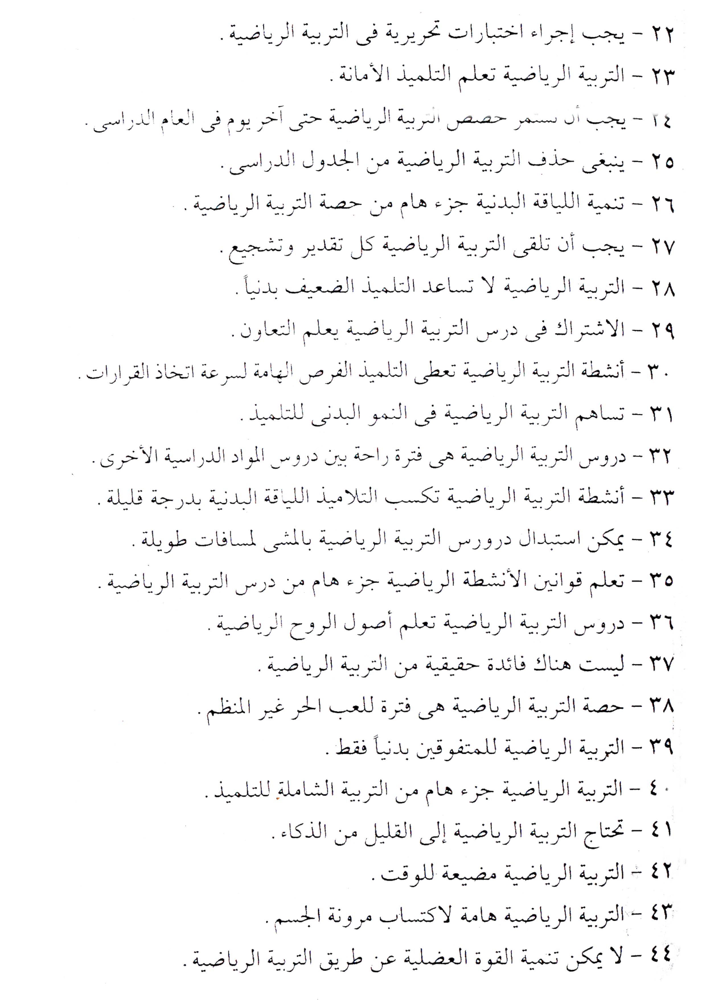 ٢٢ - يجب إجراء اختبارات تحريرية فى التربية الرياضية .
٢٣ - التربية الرياضية تعلم التلميذ الأمانة .
٢٤ - يجب أن تستمر حصص التربية الرياضية حتى آخر يوم فى العام الدراسى .
٢٥ - ينبغى حذف التربية الرياضية من الجدول الدراسى .
٢٦ - تنمية اللياقة البدنية جزء هام من حصة التربية الرياضية .
٢٧ - يجب أن تلقى التربية الرياضية كل تقدير وتشجيع .
٢٨ - التربية الرياضية لا تساعد التلميذ الضعيف بدنياً .
٢٩ - الاشتراك فى درس التربية الرياضية يعلم التعاون .
٣٠ - أنشطة التربية الرياضية تعطى التلميذ الفرص الهامة لسرعة اتخاذ القرارات .
٣١ - تساهم التربية الرياضية فى النمو البدنى للتلميذ .
٣٢ - دروس التربية الرياضية هى فترة راحة بين دروس المواد الدراسية الأخرى .
٣٣ - أنشطة التربية الرياضية تكسب التلاميذ اللياقة البدنية بدرجة قليلة .
٣٤ - يمكن استبدال درورس التربية الرياضية بالمشى لمسافات طويلة .
٣٥ - تعلم قوانين الأنشطة الرياضية جزء هام من درس التربية الرياضية .
٣٦ - دروس التربية الرياضية تعلم أصول الروح الرياضية .
٣٧ - ليست هناك فائدة حقيقية من التربية الرياضية .
٣٨ - حصة التربية الرياضية هى فترة للعب الحر غير المنظم .
٣٩ - التربية الرياضية للمتفوقين بدنياً فقط .
٤٠ - التربية الرياضية جزء هام من التربية الشاملة للتلميذ .
٤١ - تحتاج التربية الرياضية إلى القليل من الذكاء .
٤٢ - التربية الرياضية مضيعة للوقت .
٤٣ - التربية الرياضية هامة لاكتساب مرونة الجسم .
٤٤ - لا يمكن تنمية القوة العضلية عن طريق التربية الرياضية .